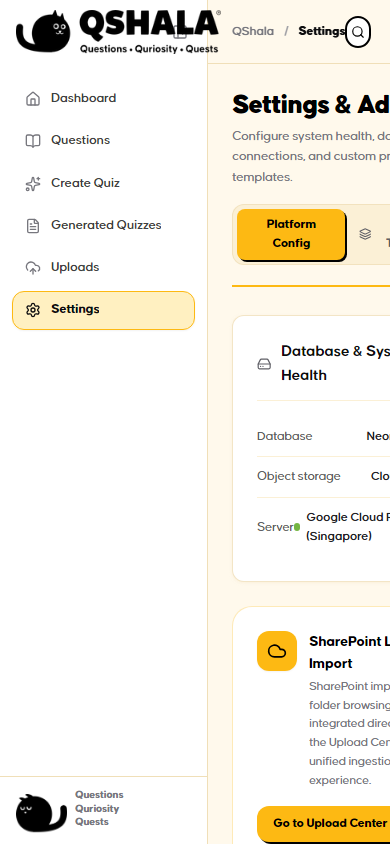 QSHALA®
Questions • Quriosity • Quests
Dashboard
Questions
Create Quiz
Generated Quizzes
Uploads
Settings
Questions
Quriosity
Quests
QShala / Settings
Settings & Ad
Configure system health, da
connections, and custom pr
templates.
Platform
Config
T
Database & Sys
Health
Database Neo
Object storage Clo
Server Google Cloud P
(Singapore)
SharePoint L
Import
SharePoint imp
folder browsing
integrated direc
the Upload Cen
unified ingestio
experience.
Go to Upload Center